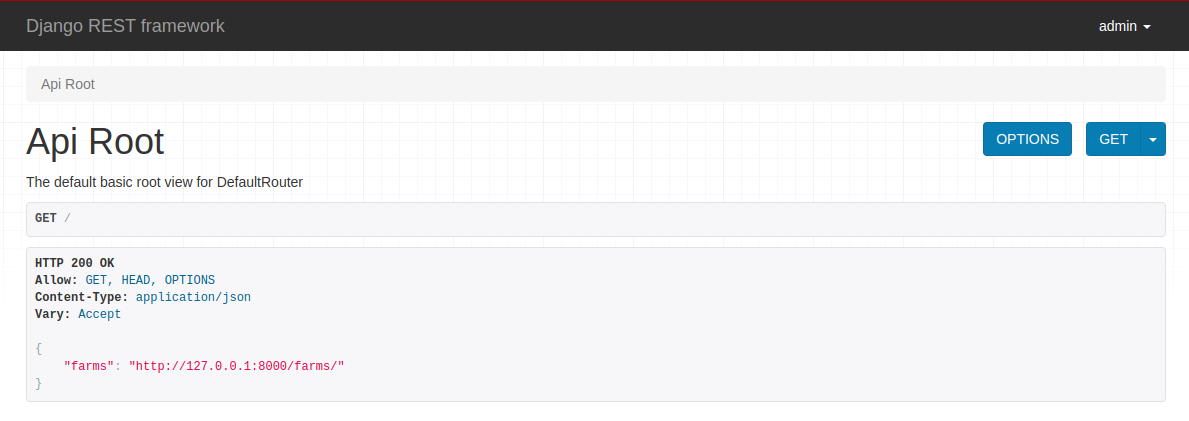 Django REST framework
admin
Api Root
Api Root
OPTIONS
GET
The default basic root view for DefaultRouter
GET /
HTTP 200 OK
Allow: GET, HEAD, OPTIONS
Content-Type: application/json
Vary: Accept
{
    "farms": "http://127.0.0.1:8000/farms/"
}